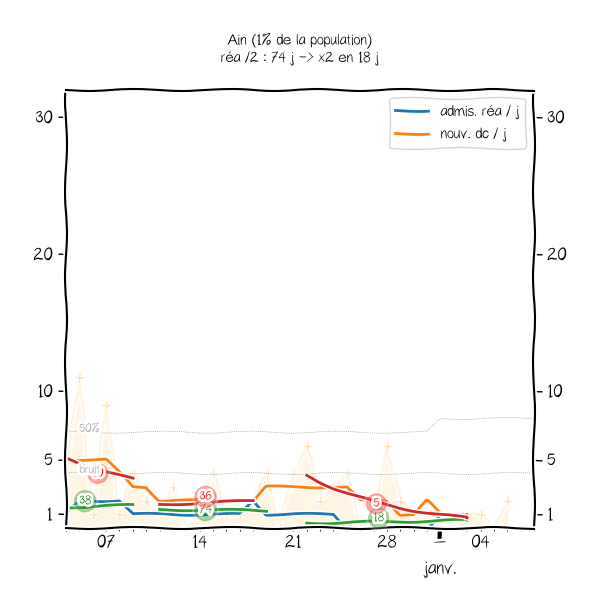 Ain (1% de la population)
réa /2 : 74 j -> x2 en 18 j
admis. réa / j
nouv. dc / j
30 30
20 20
10 10
50%
5 5
bruit
38 36 74 5 18
1 1
07 14 21 28 1 04
janv.